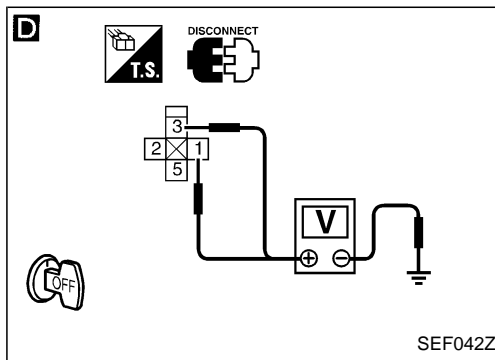 D
T.S.
DISCONNECT
3
2 1
5
V
+ −
OFF
SEF042Z